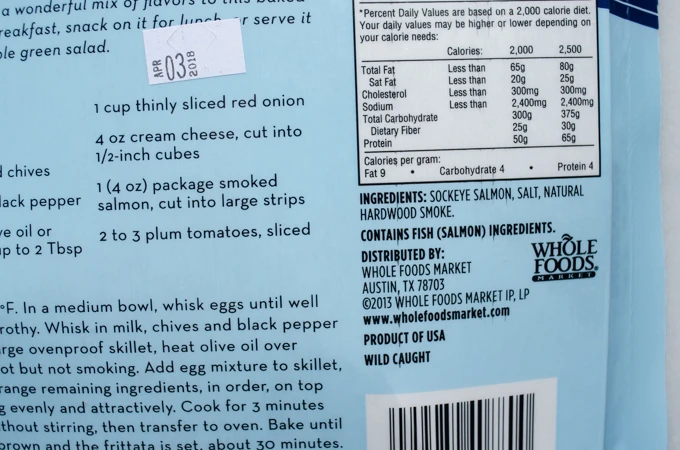 a wonderful mix of flavors to this baked
breakfast, snack on it for lunch or serve it
ple green salad.
APR 03 2018
1 cup thinly sliced red onion
4 oz cream cheese, cut into
1/2-inch cubes
d chives
1 (4 oz) package smoked
lack pepper salmon, cut into large strips
ve oil or
2 to 3 plum tomatoes, sliced
up to 2 Tbsp
°F. In a medium bowl, whisk eggs until well
rothy. Whisk in milk, chives and black pepper
arge ovenproof skillet, heat olive oil over
ot but not smoking. Add egg mixture to skillet,
range remaining ingredients, in order, on top
g evenly and attractively. Cook for 3 minutes
thout stirring, then transfer to oven. Bake until
brown and the frittata is set, about 30 minutes.
*Percent Daily Values are based on a 2,000 calorie diet.
Your daily values may be higher or lower depending on
your calorie needs:
Calories: 2,000 2,500
Total Fat Less than 65g 80g
Sat Fat Less than 20g 25g
Cholesterol Less than 300mg 300mg
Sodium Less than 2,400mg 2,400mg
Total Carbohydrate 300g 375g
Dietary Fiber 25g 30g
Protein 50g 65g
Calories per gram:
Fat 9 • Carbohydrate 4 • Protein 4
INGREDIENTS: SOCKEYE SALMON, SALT, NATURAL
HARDWOOD SMOKE.
CONTAINS FISH (SALMON) INGREDIENTS.
DISTRIBUTED BY:
WHOLE FOODS MARKET
AUSTIN, TX 78703
©2013 WHOLE FOODS MARKET IP, LP
www.wholefoodsmarket.com
PRODUCT OF USA
WILD CAUGHT
WHOLE
FOODS®
MARKET